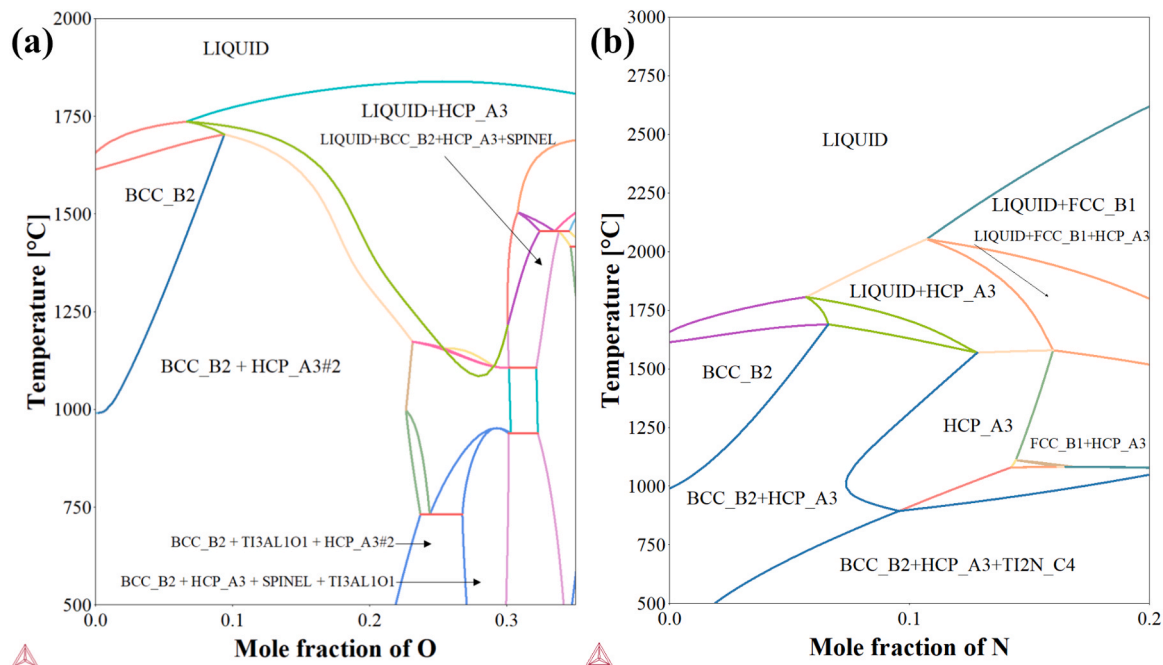 (a)
2000
1750
1500
1250
1000
750
500
Temperature [°C]
LIQUID
LIQUID+HCP_A3
LIQUID+BCC_B2+HCP_A3+SPINEL
BCC_B2
BCC_B2 + HCP_A3#2
BCC_B2 + TI3AL1O1 + HCP_A3#2
BCC_B2 + HCP_A3 + SPINEL + TI3AL1O1
0.0
0.1
0.2
0.3
Mole fraction of O
(b)
3000
2750
2500
2250
2000
1750
1500
1250
1000
750
500
Temperature [°C]
LIQUID
LIQUID+FCC_B1
LIQUID+FCC_B1+HCP_A3
LIQUID+HCP_A3
BCC_B2
HCP_A3
FCC_B1+HCP_A3
BCC_B2+HCP_A3
BCC_B2+HCP_A3+TI2N_C4
0.0
0.1
0.2
Mole fraction of N